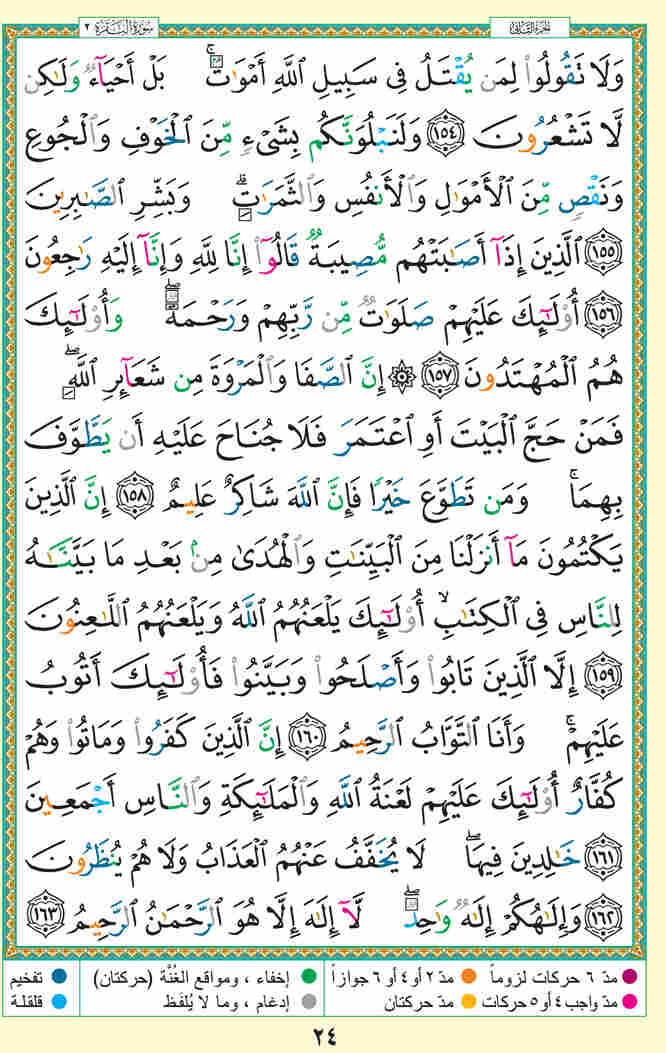 الجزء الثاني
سورة البقرة ٢
وَلَا تَقُولُوا۟ لِمَن يُقْتَلُ فِى سَبِيلِ ٱللَّهِ أَمْوَٰتٌۢ ۚ بَلْ أَحْيَآءٌ وَلَٰكِن
لَّا تَشْعُرُونَ ١٥٤ وَلَنَبْلُوَنَّكُم بِشَىْءٍ مِّنَ ٱلْخَوْفِ وَٱلْجُوعِ
وَنَقْصٍ مِّنَ ٱلْأَمْوَٰلِ وَٱلْأَنفُسِ وَٱلثَّمَرَٰتِ ۗ وَبَشِّرِ ٱلصَّٰبِرِينَ
١٥٥ ٱلَّذِينَ إِذَآ أَصَٰبَتْهُم مُّصِيبَةٌ قَالُوٓا۟ إِنَّا لِلَّهِ وَإِنَّآ إِلَيْهِ رَٰجِعُونَ
١٥٦ أُو۟لَٰٓئِكَ عَلَيْهِمْ صَلَوَٰتٌ مِّن رَّبِّهِمْ وَرَحْمَةٌ ۖ وَأُو۟لَٰٓئِكَ
هُمُ ٱلْمُهْتَدُونَ ١٥٧ ۞ إِنَّ ٱلصَّفَا وَٱلْمَرْوَةَ مِن شَعَآئِرِ ٱللَّهِ ۖ
فَمَنْ حَجَّ ٱلْبَيْتَ أَوِ ٱعْتَمَرَ فَلَا جُنَاحَ عَلَيْهِ أَن يَطَّوَّفَ
بِهِمَا ۚ وَمَن تَطَوَّعَ خَيْرًا فَإِنَّ ٱللَّهَ شَاكِرٌ عَلِيمٌ ١٥٨ إِنَّ ٱلَّذِينَ
يَكْتُمُونَ مَآ أَنزَلْنَا مِنَ ٱلْبَيِّنَٰتِ وَٱلْهُدَىٰ مِنۢ بَعْدِ مَا بَيَّنَّٰهُ
لِلنَّاسِ فِى ٱلْكِتَٰبِ ۙ أُو۟لَٰٓئِكَ يَلْعَنُهُمُ ٱللَّهُ وَيَلْعَنُهُمُ ٱللَّٰعِنُونَ
١٥٩ إِلَّا ٱلَّذِينَ تَابُوا۟ وَأَصْلَحُوا۟ وَبَيَّنُوا۟ فَأُو۟لَٰٓئِكَ أَتُوبُ
عَلَيْهِمْ ۚ وَأَنَا ٱلتَّوَّابُ ٱلرَّحِيمُ ١٦٠ إِنَّ ٱلَّذِينَ كَفَرُوا۟ وَمَاتُوا۟ وَهُمْ
كُفَّارٌ أُو۟لَٰٓئِكَ عَلَيْهِمْ لَعْنَةُ ٱللَّهِ وَٱلْمَلَٰٓئِكَةِ وَٱلنَّاسِ أَجْمَعِينَ
١٦١ خَٰلِدِينَ فِيهَا ۖ لَا يُخَفَّفُ عَنْهُمُ ٱلْعَذَابُ وَلَا هُمْ يُنظَرُونَ
١٦٢ وَإِلَٰهُكُمْ إِلَٰهٌ وَٰحِدٌ ۖ لَّآ إِلَٰهَ إِلَّا هُوَ ٱلرَّحْمَٰنُ ٱلرَّحِيمُ ١٦٣
مدّ ٦ حركات لزوماً مدّ ٢ أو ٤ أو ٦ جوازاً إخفاء ، ومواقع الغُنَّة (حركتان) تفخيم
مدّ واجب ٤ أو ٥ حركات مدّ حركتان إدغام ، وما لا يُلفَظ قلقلة
٢٤